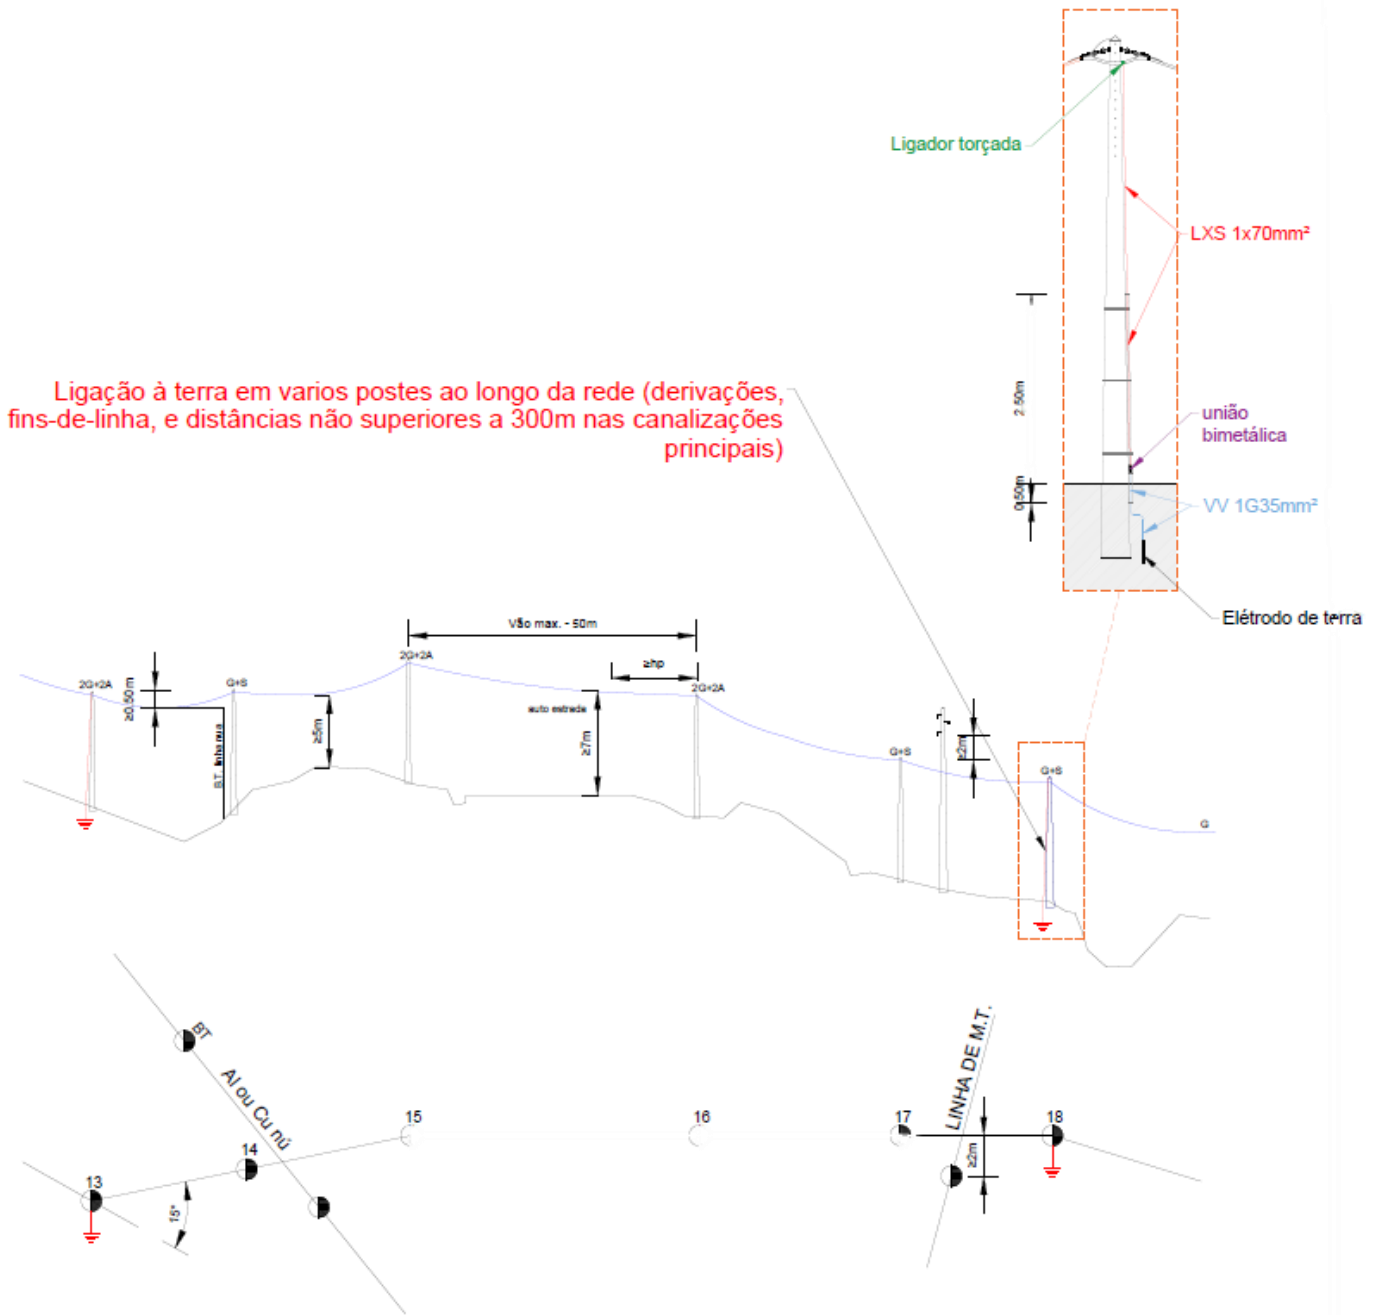 Ligador torçada
LXS 1x70mm²
2.50m
Ligação à terra em varios postes ao longo da rede (derivações,
fins-de-linha, e distâncias não superiores a 300m nas canalizações
principais)
união
bimetálica
0.50m
VV 1G35mm²
Elétrodo de terra
Vão max. - 50m
2G+2A
≥hp
2G+2A
G+S
2G+2A
≥0.50m
auto estrada
≥5m
≥7m
B.T. linha nua
G+S
≥2m
G+S
G
BT
Al ou Cu nú
LINHA DE M.T.
15
16
17
18
14
≥2m
13
15°